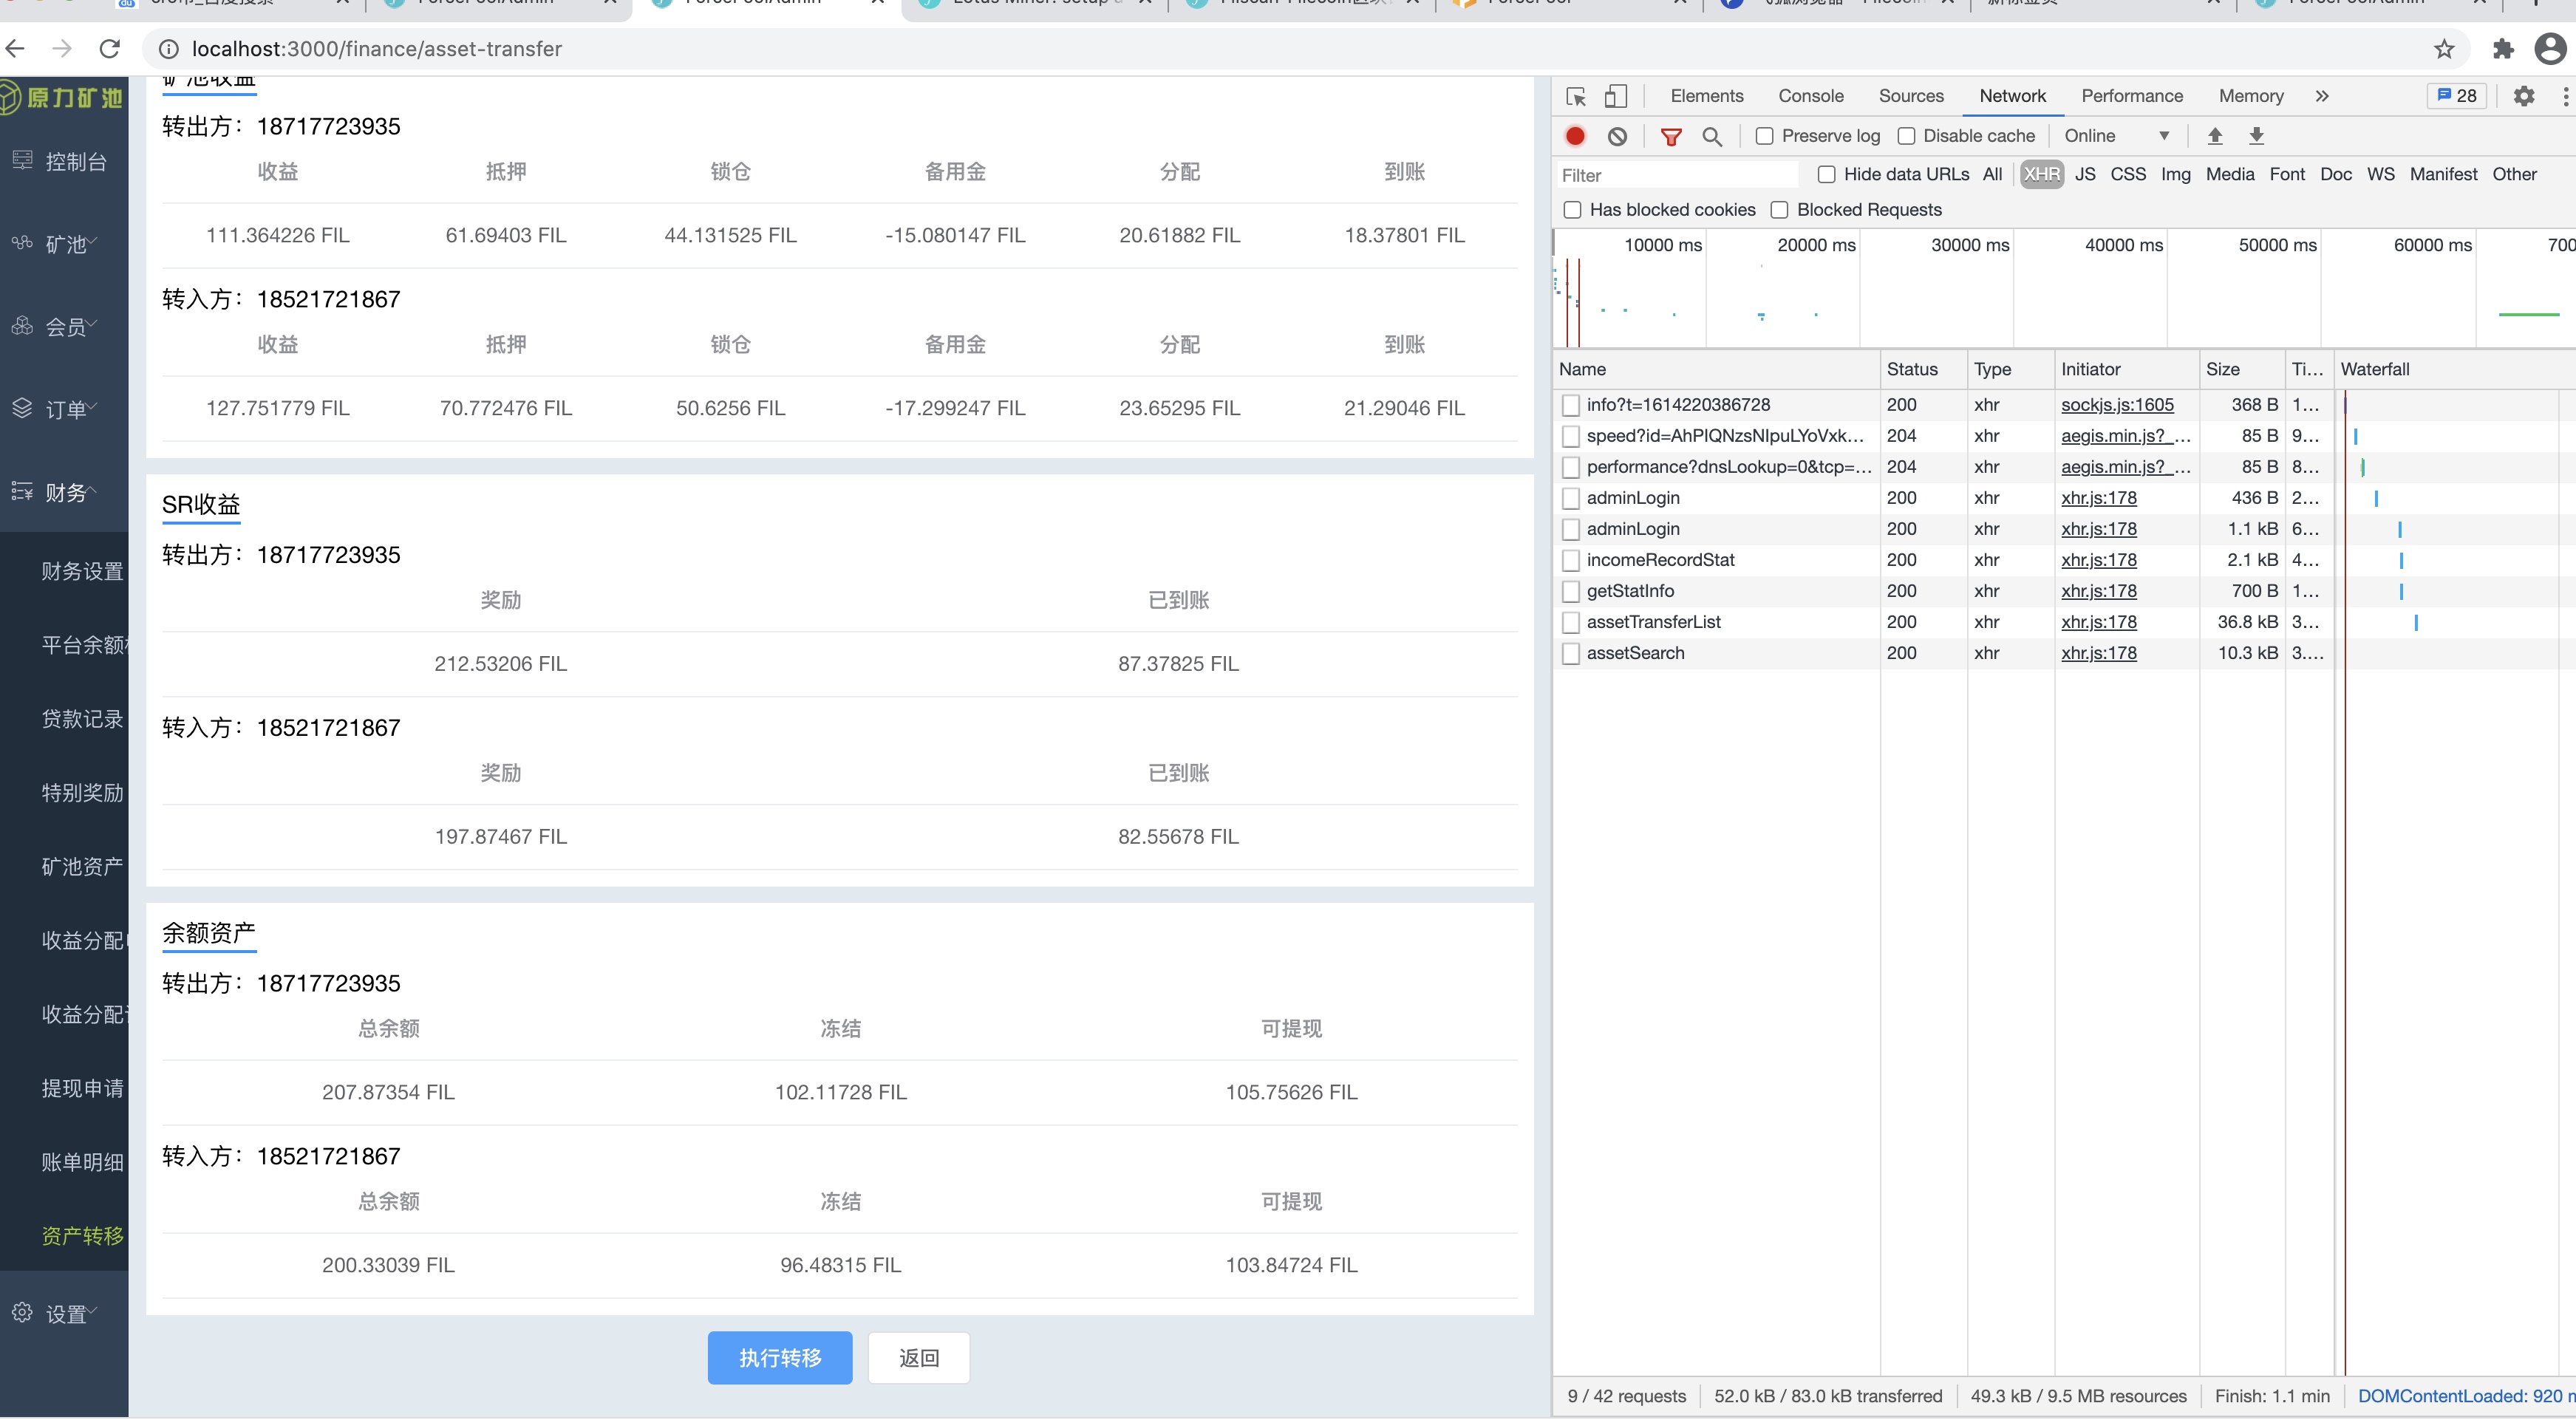 localhost:3000/finance/asset-transfer
原力矿池
控制台
矿池
会员
订单
财务
财务设置
平台余额
贷款记录
特别奖励
矿池资产
收益分配
收益分配
提现申请
账单明细
资产转移
设置
矿池收益
转出方：18717723935
收益 抵押 锁仓 备用金 分配 到账
111.364226 FIL 61.69403 FIL 44.131525 FIL -15.080147 FIL 20.61882 FIL 18.37801 FIL
转入方：18521721867
收益 抵押 锁仓 备用金 分配 到账
127.751779 FIL 70.772476 FIL 50.6256 FIL -17.299247 FIL 23.65295 FIL 21.29046 FIL
SR收益
转出方：18717723935
奖励 已到账
212.53206 FIL 87.37825 FIL
转入方：18521721867
奖励 已到账
197.87467 FIL 82.55678 FIL
余额资产
转出方：18717723935
总余额 冻结 可提现
207.87354 FIL 102.11728 FIL 105.75626 FIL
转入方：18521721867
总余额 冻结 可提现
200.33039 FIL 96.48315 FIL 103.84724 FIL
执行转移 返回
Elements Console Sources Network Performance Memory 28
Preserve log Disable cache Online
Filter Hide data URLs All XHR JS CSS Img Media Font Doc WS Manifest Other
Has blocked cookies Blocked Requests
10000 ms 20000 ms 30000 ms 40000 ms 50000 ms 60000 ms 700
Name Status Type Initiator Size Ti... Waterfall
info?t=1614220386728 200 xhr sockjs.js:1605 368 B 1...
speed?id=AhPIQNzsNIpuLYoVxk... 204 xhr aegis.min.js?_... 85 B 9...
performance?dnsLookup=0&tcp=... 204 xhr aegis.min.js?_... 85 B 8...
adminLogin 200 xhr xhr.js:178 436 B 2...
adminLogin 200 xhr xhr.js:178 1.1 kB 6...
incomeRecordStat 200 xhr xhr.js:178 2.1 kB 4...
getStatInfo 200 xhr xhr.js:178 700 B 1...
assetTransferList 200 xhr xhr.js:178 36.8 kB 3...
assetSearch 200 xhr xhr.js:178 10.3 kB 3....
9 / 42 requests 52.0 kB / 83.0 kB transferred 49.3 kB / 9.5 MB resources Finish: 1.1 min DOMContentLoaded: 920